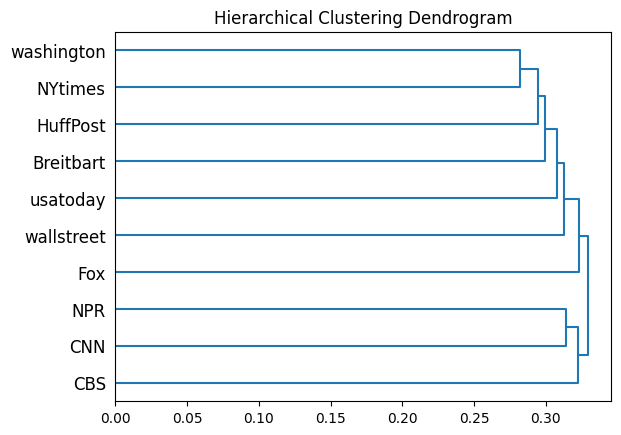 Hierarchical Clustering Dendrogram
washington
NYtimes
HuffPost
Breitbart
usatoday
wallstreet
Fox
NPR
CNN
CBS
0.00 0.05 0.10 0.15 0.20 0.25 0.30